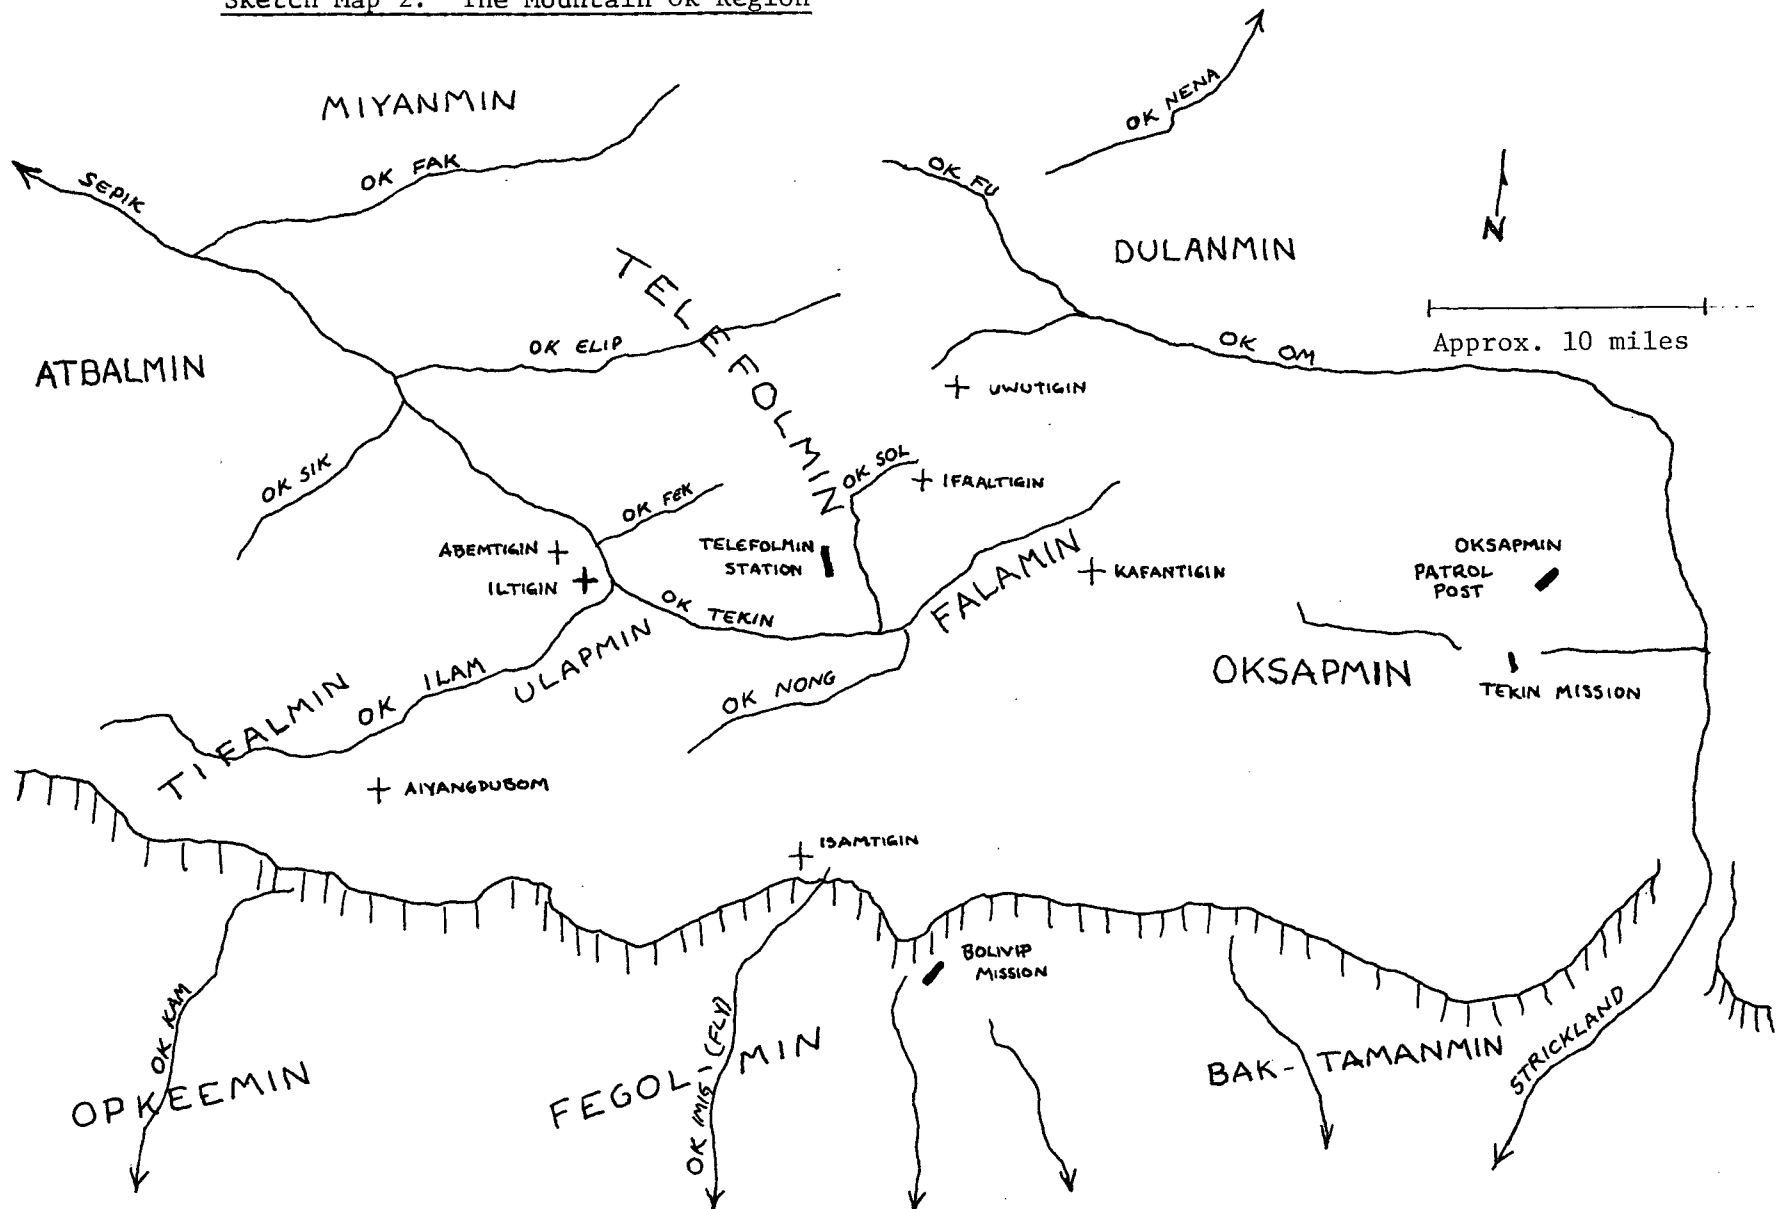 Sketch Map 2. The Mountain Ok Region
MIYANMIN
OK NENA
OK FAK
OK FU
SEPIK
N
DULANMIN
TELEFOLMIN
Approx. 10 miles
OK ELIP
OK OM
ATBALMIN
+ UWUTIGIN
OK SIK
OK SOL
+ IFRALTIGIN
OK FEK
ABEMTIGIN +
ILTIGIN +
TELEFOLMIN
STATION
FALAMIN
+ KAFANTIGIN
OKSAPMIN
PATROL
POST
OK TEKIN
ULAPMIN
OK ILAM
TIFALMIN
OK NONG
OKSAPMIN
TEKIN MISSION
+ AIYANGDUBOM
+ ISAMTIGIN
BOLIVIP
MISSION
OK KAM
OK IMIG - (FLY)
STRICKLAND
OPKEEMIN
FEGOL - MIN
BAK - TAMANMIN